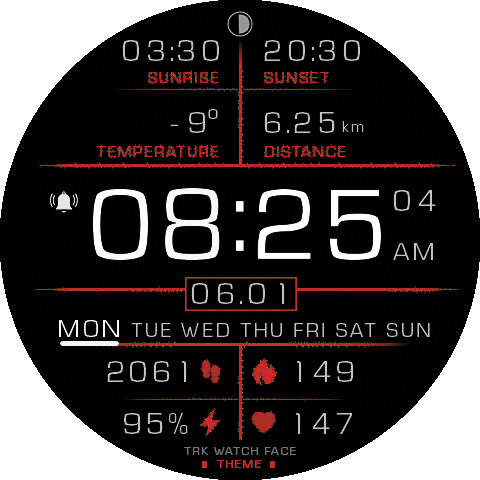 03:30 20:30
SUNRISE SUNSET
-9° 6.25 km
TEMPERATURE DISTANCE
08:25 04
AM
06.01
MON TUE WED THU FRI SAT SUN
2061 149
95% 147
TRK WATCH FACE
THEME